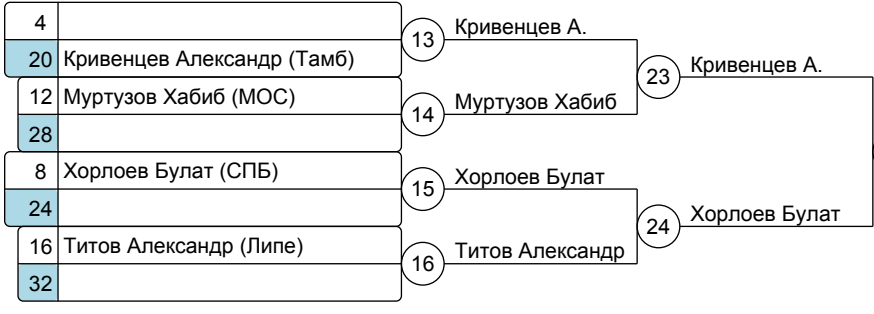 4
13
Кривенцев А.
20 Кривенцев Александр (Тамб)
23
Кривенцев А.
12 Муртузов Хабиб (МОС)
14
Муртузов Хабиб
28
8 Хорлоев Булат (СПБ)
15
Хорлоев Булат
24
24
Хорлоев Булат
16 Титов Александр (Липе)
16
Титов Александр
32